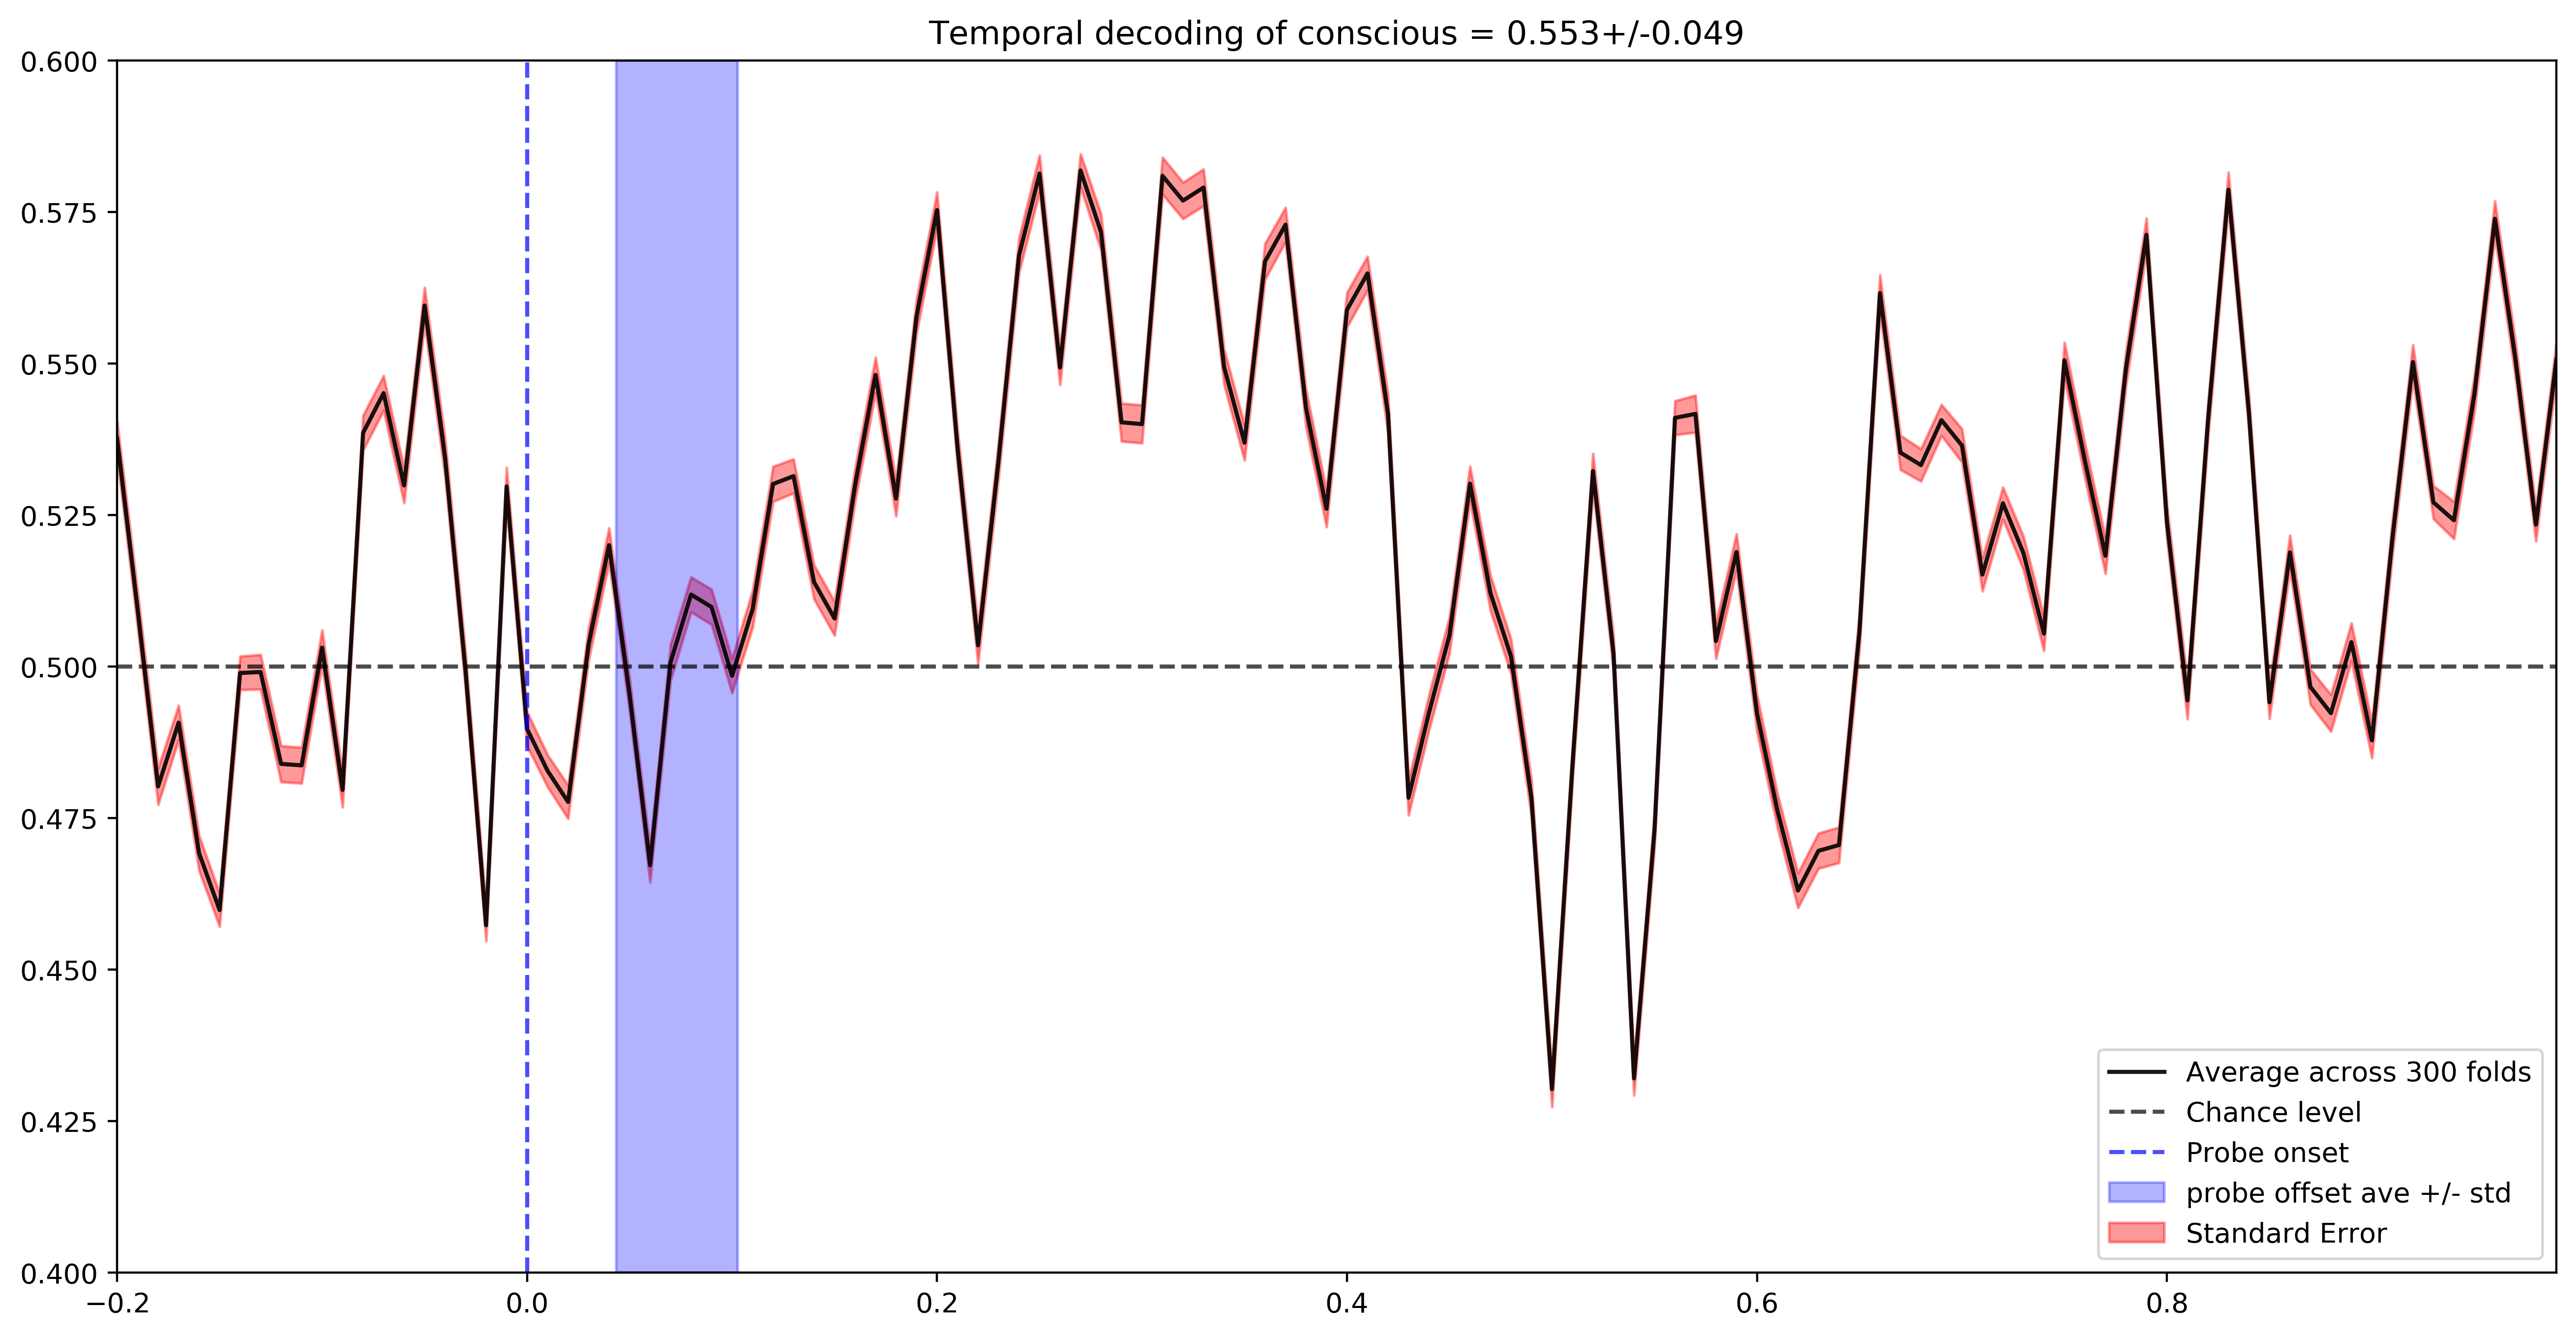 Temporal decoding of conscious = 0.553+/-0.049
0.600
0.575
0.550
0.525
0.500
0.475
0.450
0.425
0.400
−0.2
0.0
0.2
0.4
0.6
0.8
Average across 300 folds
Chance level
Probe onset
probe offset ave +/- std
Standard Error